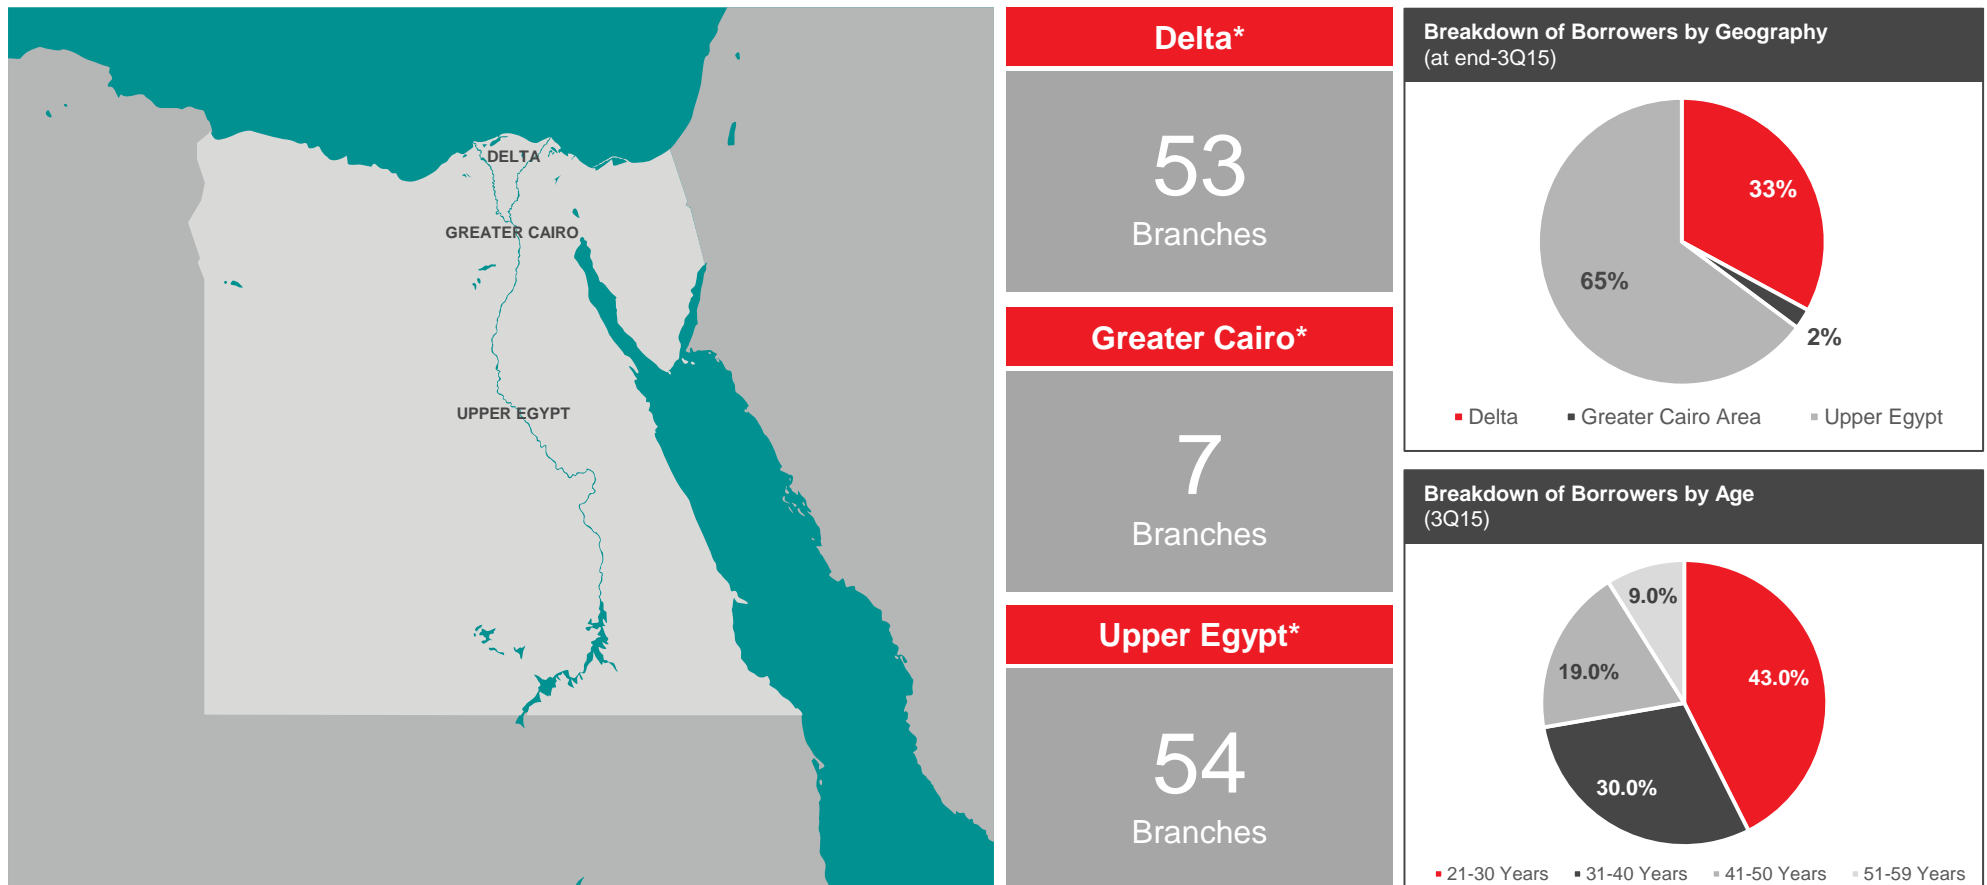 DELTA
GREATER CAIRO
UPPER EGYPT
Delta*
53
Branches
Greater Cairo*
7
Branches
Upper Egypt*
54
Branches
Breakdown of Borrowers by Geography
(at end-3Q15)
33%
65%
2%
Delta
Greater Cairo Area
Upper Egypt
Breakdown of Borrowers by Age
(3Q15)
9.0%
19.0%
43.0%
30.0%
21-30 Years
31-40 Years
41-50 Years
51-59 Years